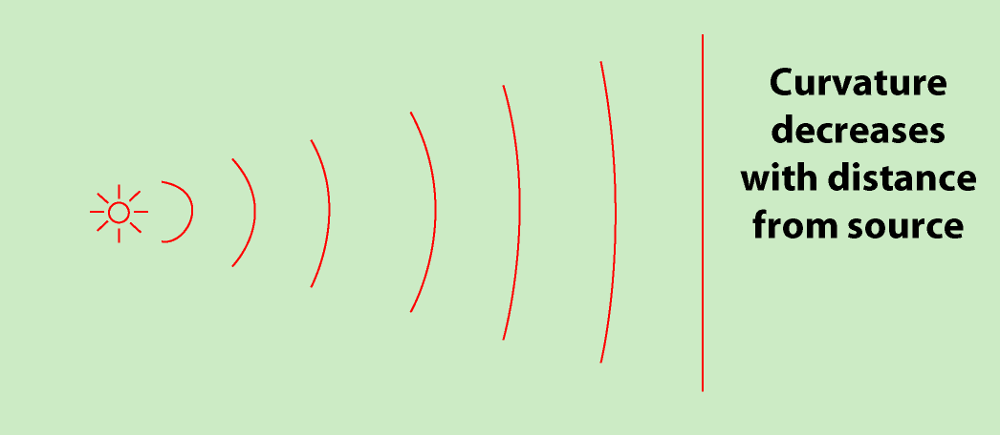 Curvature
decreases
with distance
from source